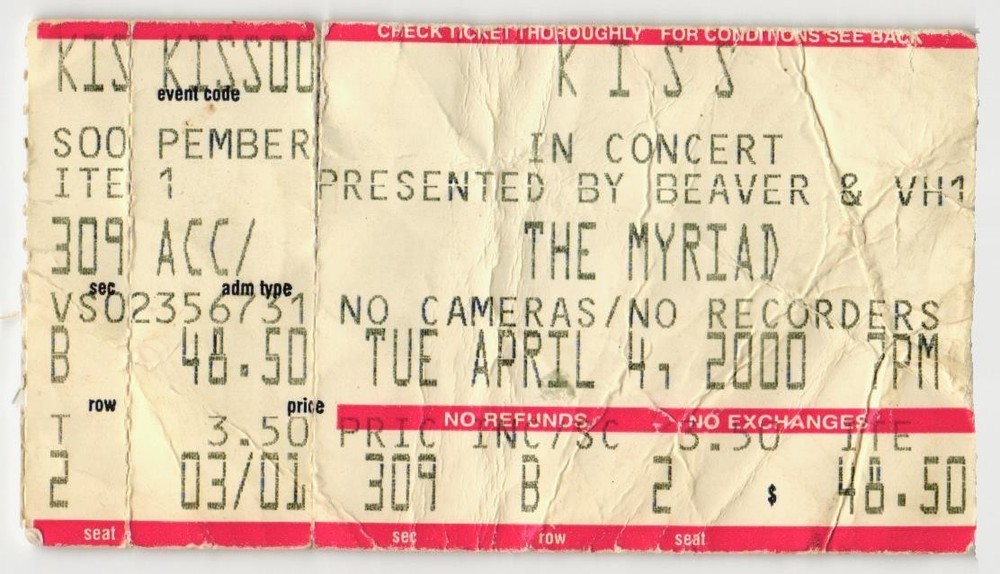 CHECK TICKET THOROUGHLY FOR CONDITIONS SEE BACK
KIS KISSOO K I S S
event code
SOO PEMBER IN CONCERT
ITE 1 PRESENTED BY BEAVER & VH1
309 ACC/ THE MYRIAD
sec adm type
VSO2356731 NO CAMERAS/NO RECORDERS
B 48.50 TUE APRIL 4, 2000 7PM
row price NO REFUNDS NO EXCHANGES
T 3.50 PRIC INC/SC 3.50 ITE
2 03/01 309 B 2 $ 48.50
seat sec row seat